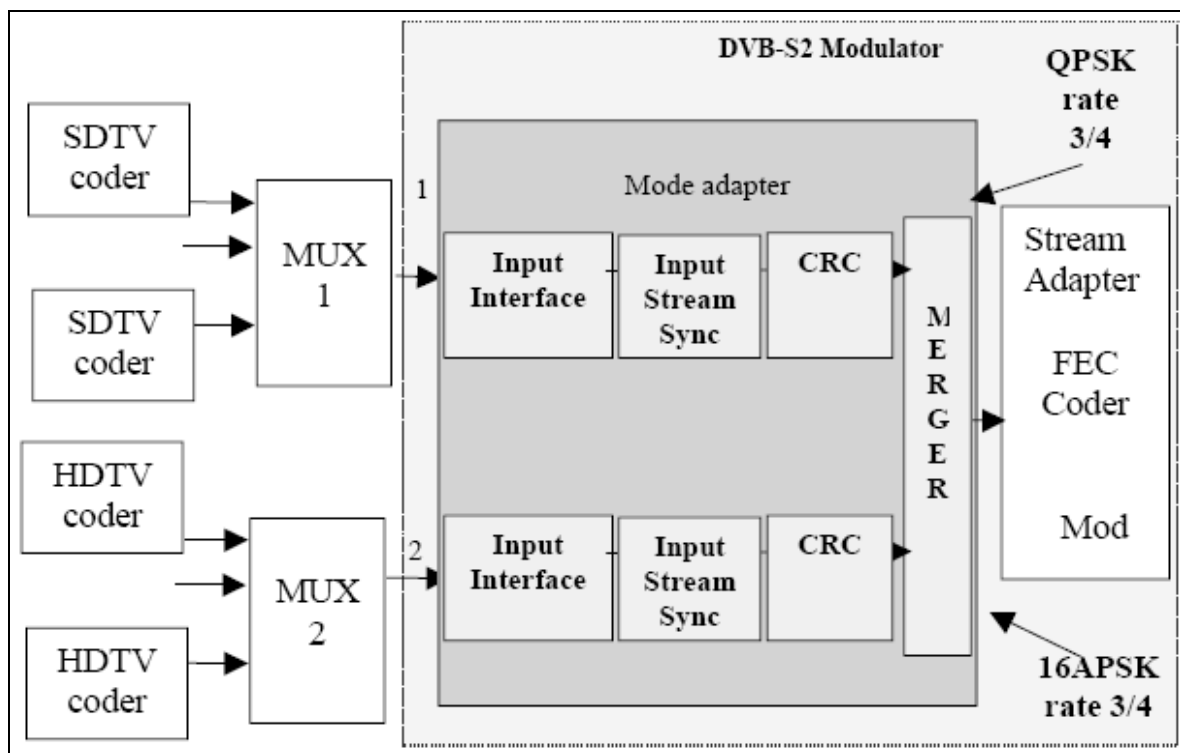 DVB-S2 Modulator
QPSK
rate
3/4
SDTV
coder
SDTV
coder
MUX
1
1
Mode adapter
Input
Interface
Input
Stream
Sync
CRC
M
E
R
G
E
R
Stream
Adapter
FEC
Coder
Mod
HDTV
coder
HDTV
coder
MUX
2
2
Input
Interface
Input
Stream
Sync
CRC
16APSK
rate 3/4